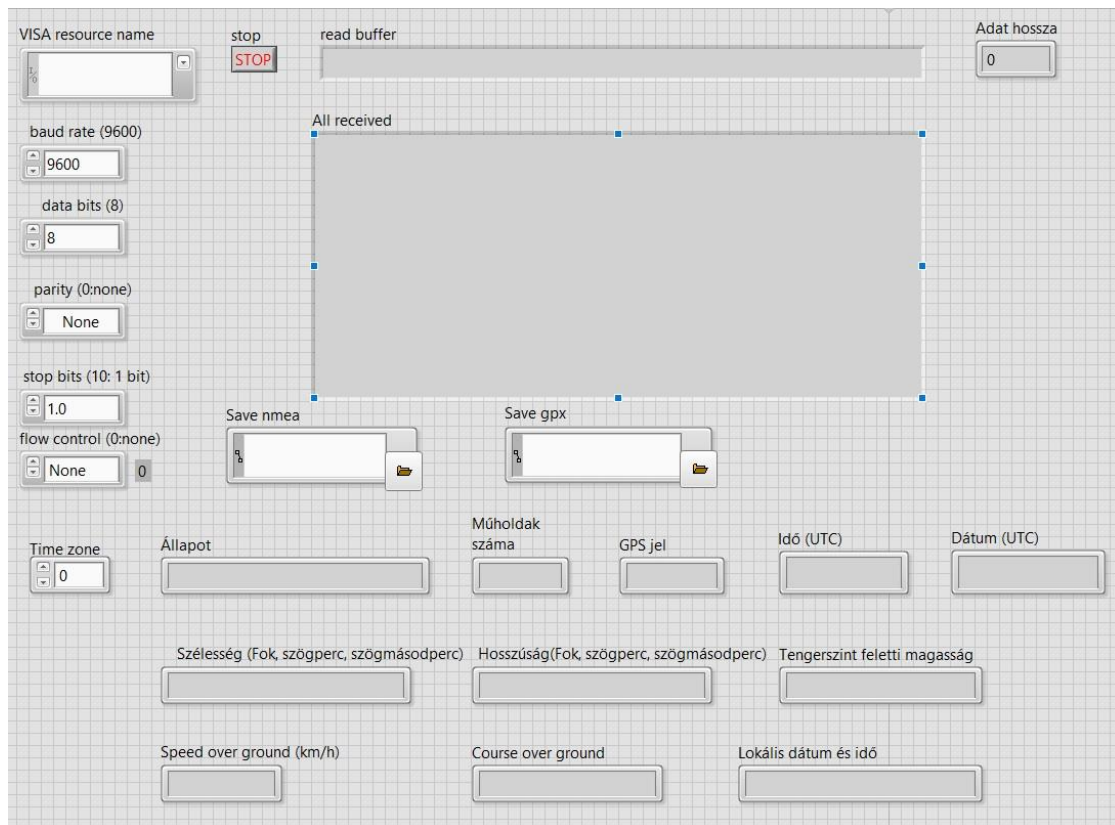 VISA resource name
stop
read buffer
Adat hossza
STOP
0
baud rate (9600)
All received
9600
data bits (8)
8
parity (0:none)
None
stop bits (10: 1 bit)
1.0
Save nmea
Save gpx
flow control (0:none)
None
0
Time zone
0
Állapot
Műholdak
száma
GPS jel
Idő (UTC)
Dátum (UTC)
Szélesség (Fok, szögperc, szögmásodperc)
Hosszúság(Fok, szögperc, szögmásodperc)
Tengerszint feletti magasság
Speed over ground (km/h)
Course over ground
Lokális dátum és idő